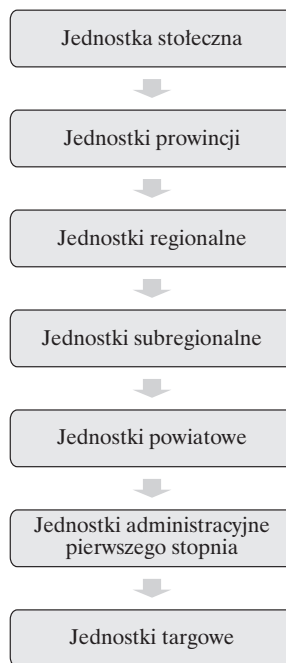 Jednostka stołeczna
Jednostki prowincji
Jednostki regionalne
Jednostki subregionalne
Jednostki powiatowe
Jednostki administracyjne
pierwszego stopnia
Jednostki targowe